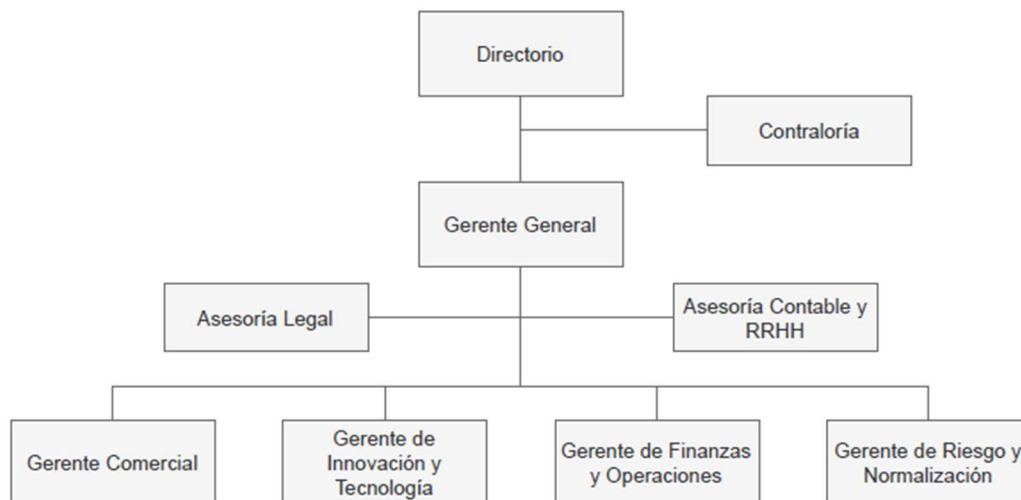 Directorio
Contraloría
Gerente General
Asesoría Legal
Asesoría Contable y
RRHH
Gerente Comercial
Gerente de
Innovación y
Tecnología
Gerente de Finanzas
y Operaciones
Gerente de Riesgo y
Normalización